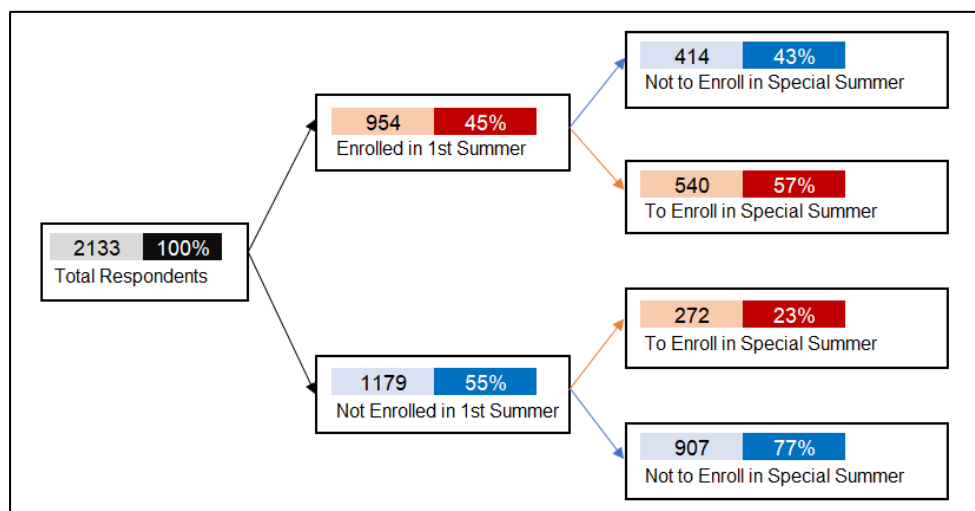 414 43%
Not to Enroll in Special Summer
954 45%
Enrolled in 1st Summer
540 57%
To Enroll in Special Summer
2133 100%
Total Respondents
272 23%
To Enroll in Special Summer
1179 55%
Not Enrolled in 1st Summer
907 77%
Not to Enroll in Special Summer